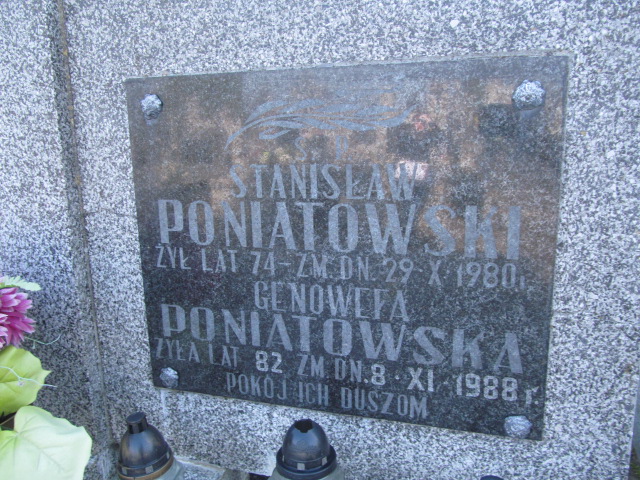 Ś P
STANISŁAW
PONIATOWSKI
ŻYŁ LAT 74 - ZM. DN. 29 · X · 1980 r.
GENOWEFA
PONIATOWSKA
ŻYŁA LAT 82 ZM. DN. 8 · XI · 1988 r.
POKÓJ ICH DUSZOM